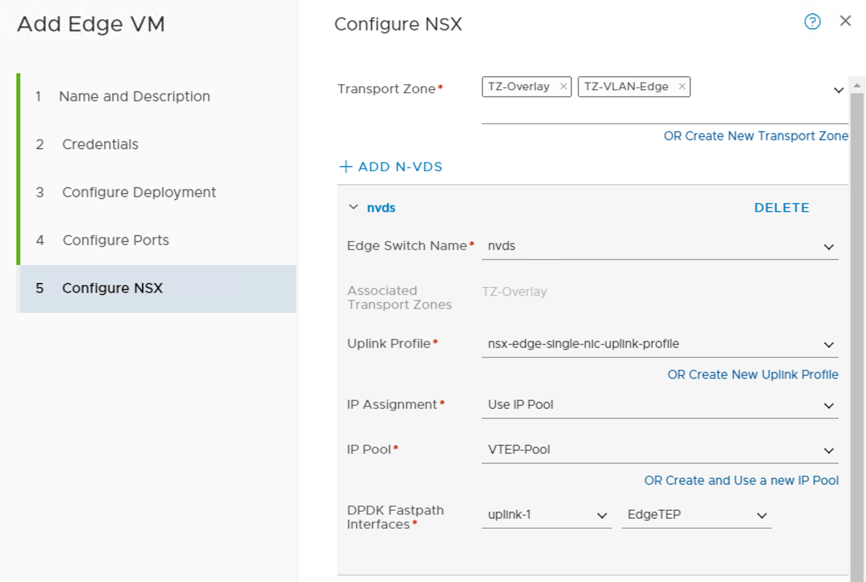 Add Edge VM
1 Name and Description
2 Credentials
3 Configure Deployment
4 Configure Ports
5 Configure NSX
Configure NSX
Transport Zone* TZ-Overlay × TZ-VLAN-Edge ×
OR Create New Transport Zone
+ ADD N-VDS
nvds DELETE
Edge Switch Name* nvds
Associated
Transport Zones TZ-Overlay
Uplink Profile* nsx-edge-single-nic-uplink-profile
OR Create New Uplink Profile
IP Assignment* Use IP Pool
IP Pool* VTEP-Pool
OR Create and Use a new IP Pool
DPDK Fastpath
Interfaces* uplink-1 EdgeTEP